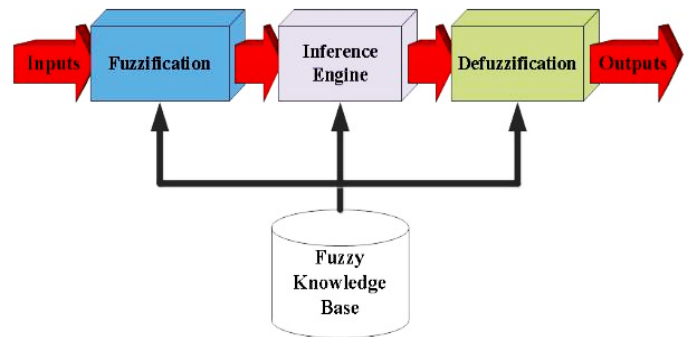 Inputs
Fuzzification
Inference
Engine
Defuzzification
Outputs
Fuzzy
Knowledge
Base